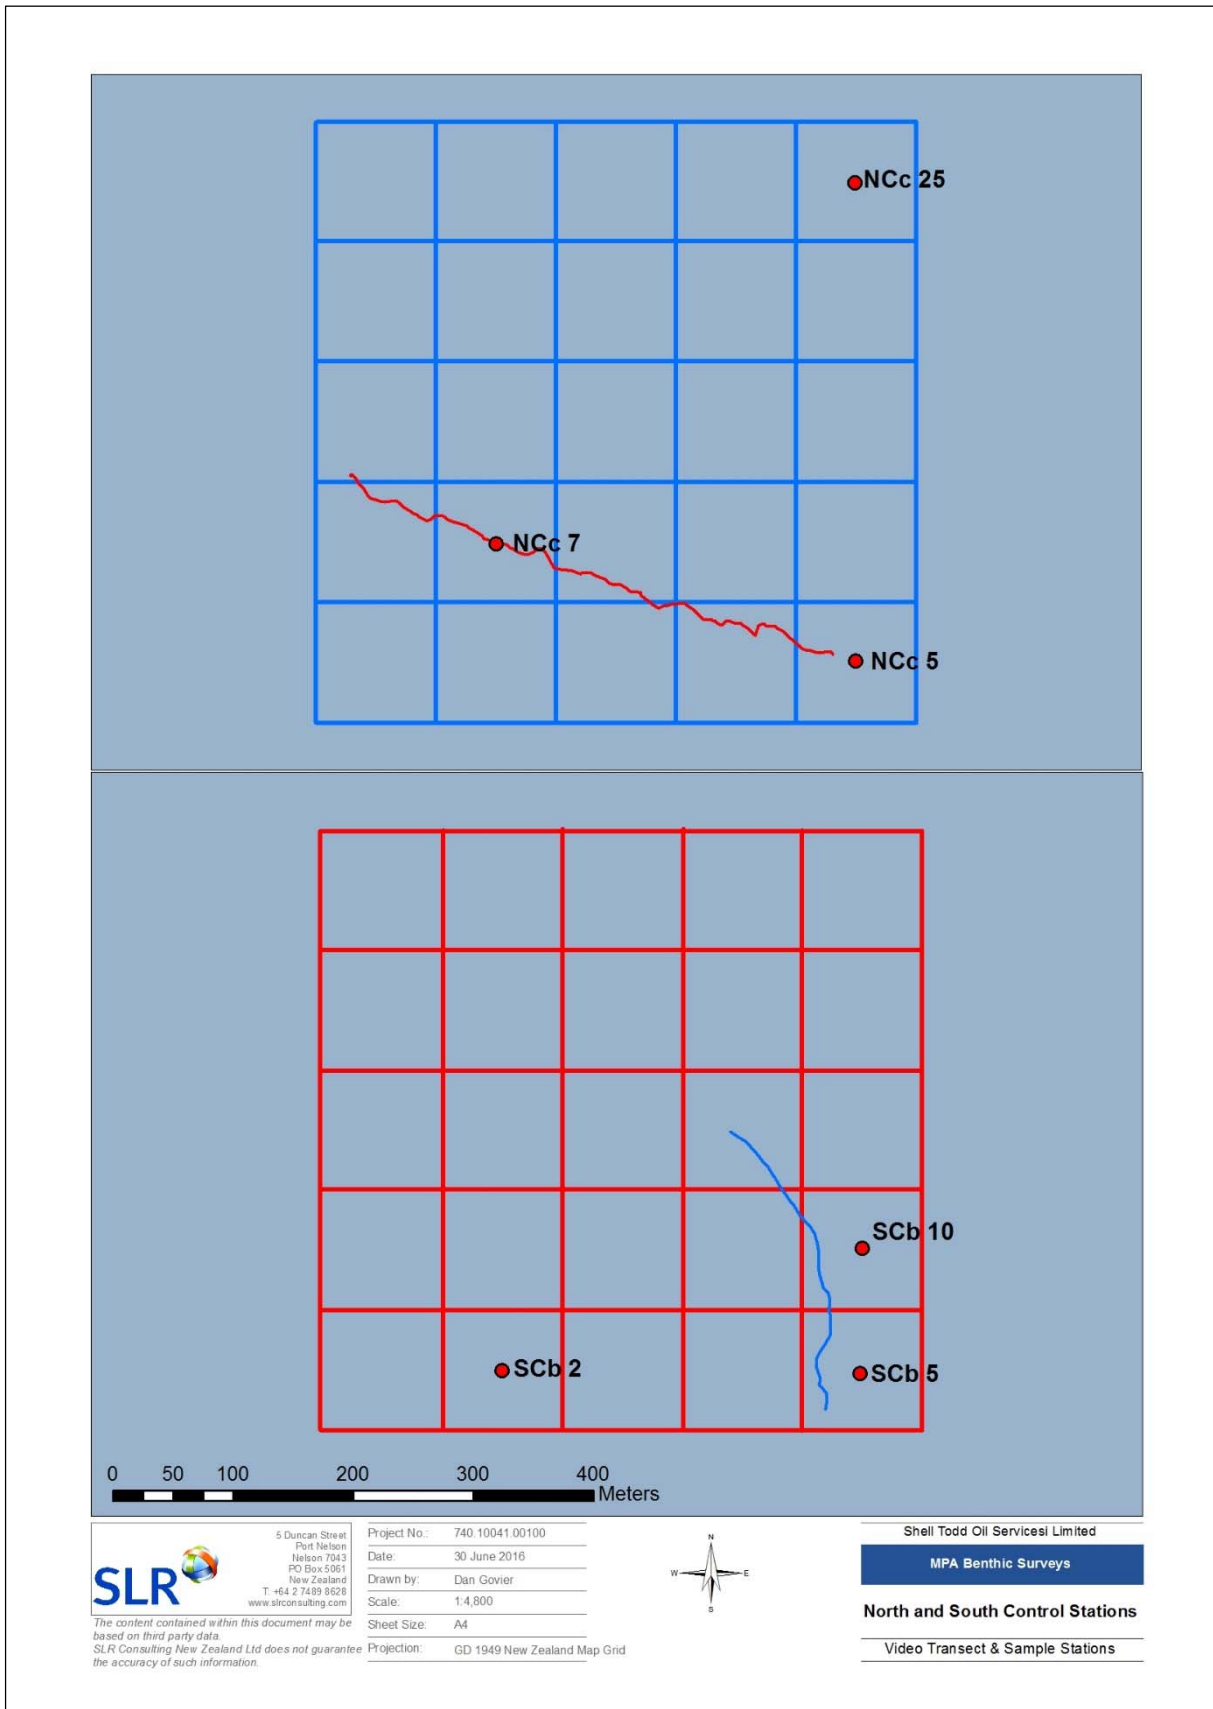 NCc 25
NCc 7
NCc 5
SCb 10
SCb 2
SCb 5
0 50 100 200 300 400
Meters
SLR
5 Duncan Street
Port Nelson
Nelson 7043
PO Box 5061
New Zealand
T. +64 2 7489 8628
www.slrconsulting.com
The content contained within this document may be
based on third party data.
SLR Consulting New Zealand Ltd does not guarantee
the accuracy of such information.
Project No.: 740.10041.00100
Date: 30 June 2016
Drawn by: Dan Govier
Scale: 1:4,800
Sheet Size: A4
Projection: GD 1949 New Zealand Map Grid
N
W E
S
Shell Todd Oil Servicesi Limited
MPA Benthic Surveys
North and South Control Stations
Video Transect & Sample Stations